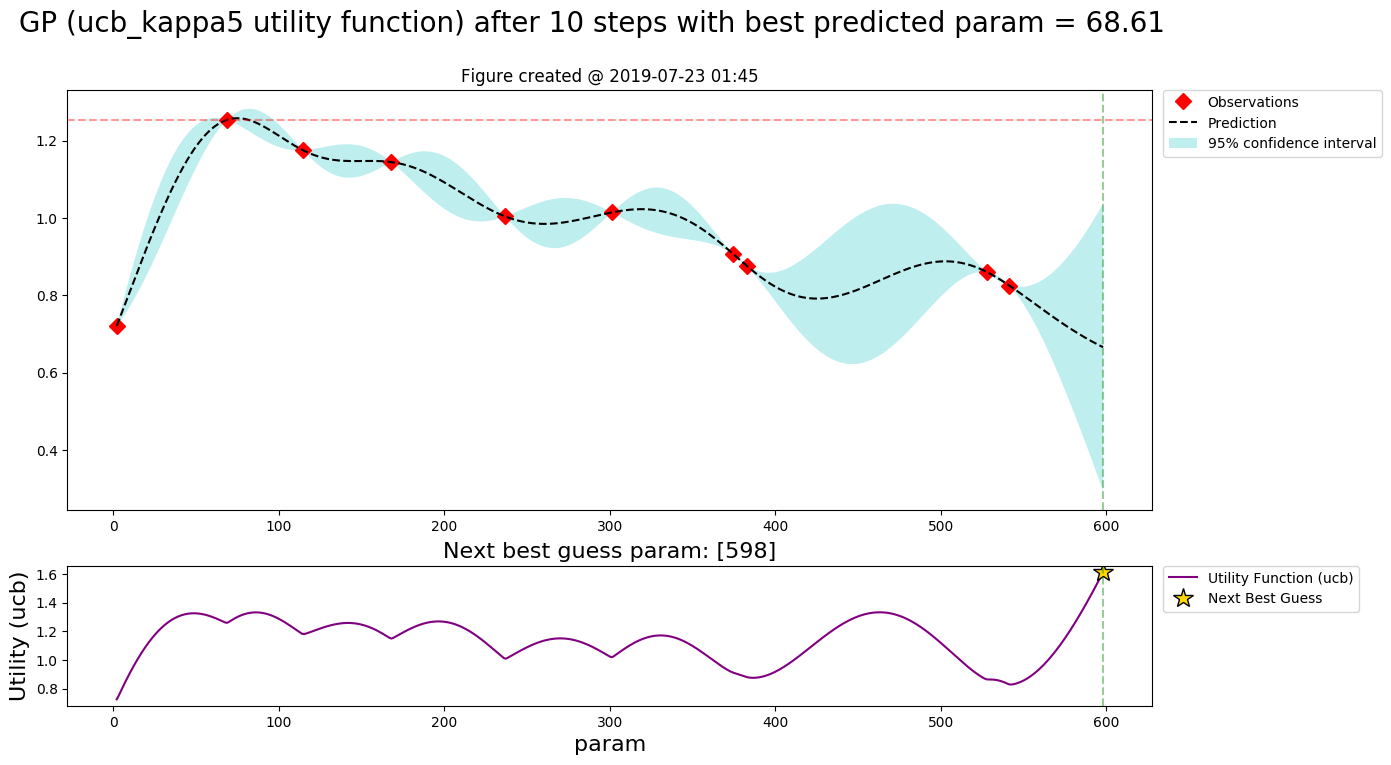 GP (ucb_kappa5 utility function) after 10 steps with best predicted param = 68.61
Figure created @ 2019-07-23 01:45
Observations
Prediction
95% confidence interval
1.2
1.0
0.8
0.6
0.4
0 100 200 300 400 500 600
Next best guess param: [598]
Utility Function (ucb)
Next Best Guess
Utility (ucb)
1.6
1.4
1.2
1.0
0.8
0 100 200 300 400 500 600
param